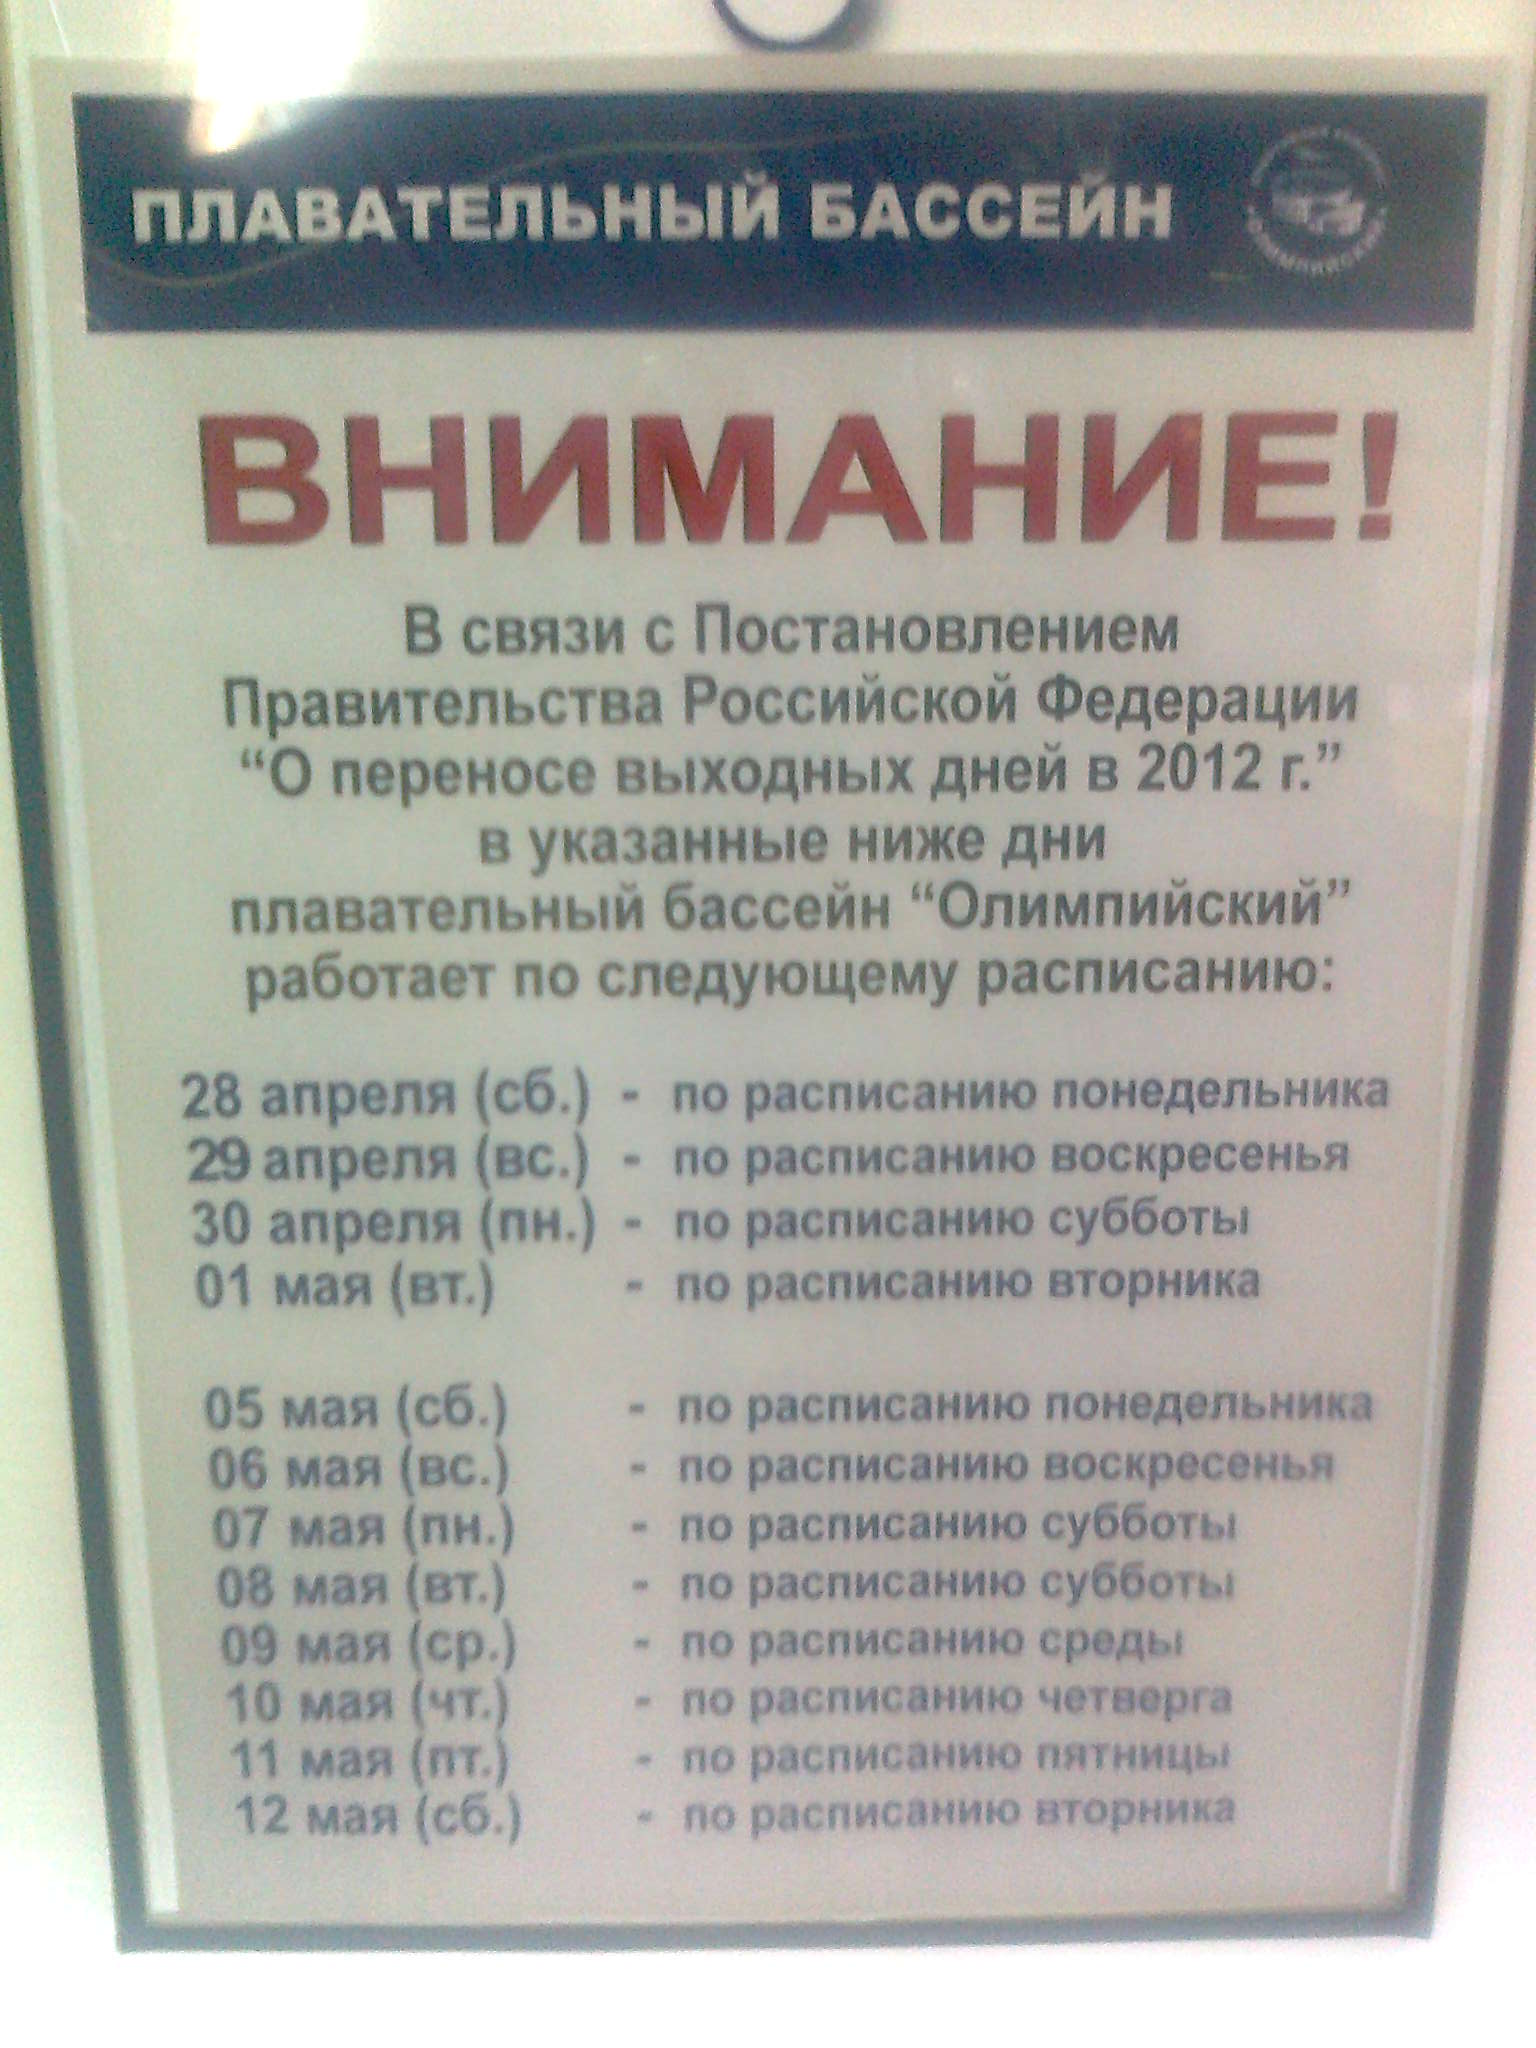 ПЛАВАТЕЛЬНЫЙ БАССЕЙН
ОЛИМПИЙСКИЙ
ВНИМАНИЕ!
В связи с Постановлением
Правительства Российской Федерации
“О переносе выходных дней в 2012 г.”
в указанные ниже дни
плавательный бассейн “Олимпийский”
работает по следующему расписанию:
28 апреля (сб.) - по расписанию понедельника
29 апреля (вс.) - по расписанию воскресенья
30 апреля (пн.) - по расписанию субботы
01 мая (вт.) - по расписанию вторника
05 мая (сб.) - по расписанию понедельника
06 мая (вс.) - по расписанию воскресенья
07 мая (пн.) - по расписанию субботы
08 мая (вт.) - по расписанию субботы
09 мая (ср.) - по расписанию среды
10 мая (чт.) - по расписанию четверга
11 мая (пт.) - по расписанию пятницы
12 мая (сб.) - по расписанию вторника